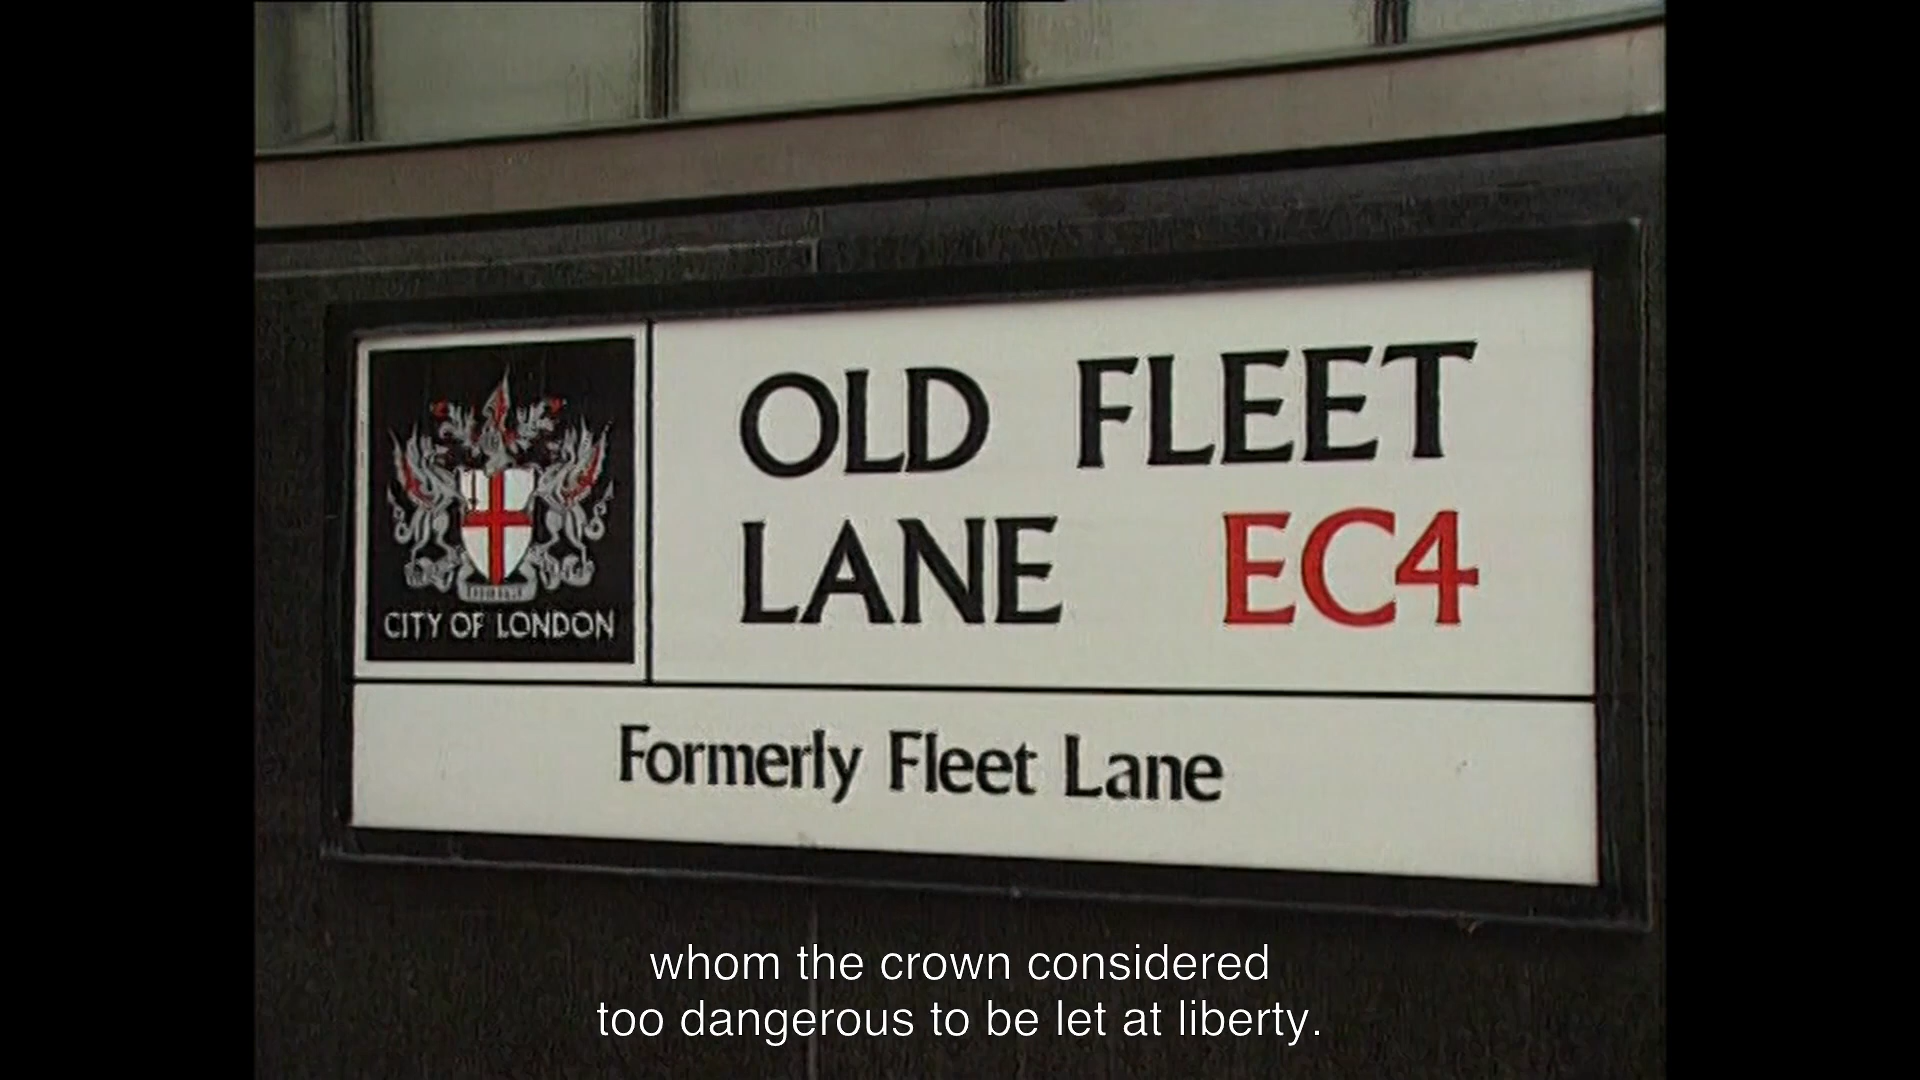 OLD FLEET
LANE EC4
CITY OF LONDON
Formerly Fleet Lane
whom the crown considered
too dangerous to be let at liberty.